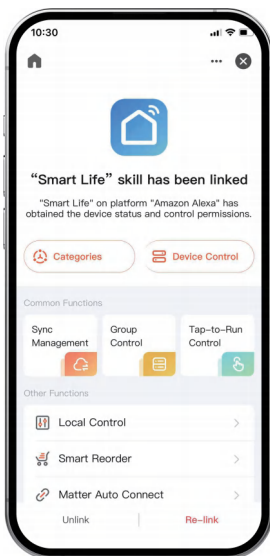 10:30
“Smart Life” skill has been linked
"Smart Life" on platform "Amazon Alexa" has
obtained the device status and control permissions.
Categories
Device Control
Common Functions
Sync
Management
Group
Control
Tap-to-Run
Control
Other Functions
Local Control
Smart Reorder
Matter Auto Connect
Unlink
Re-link